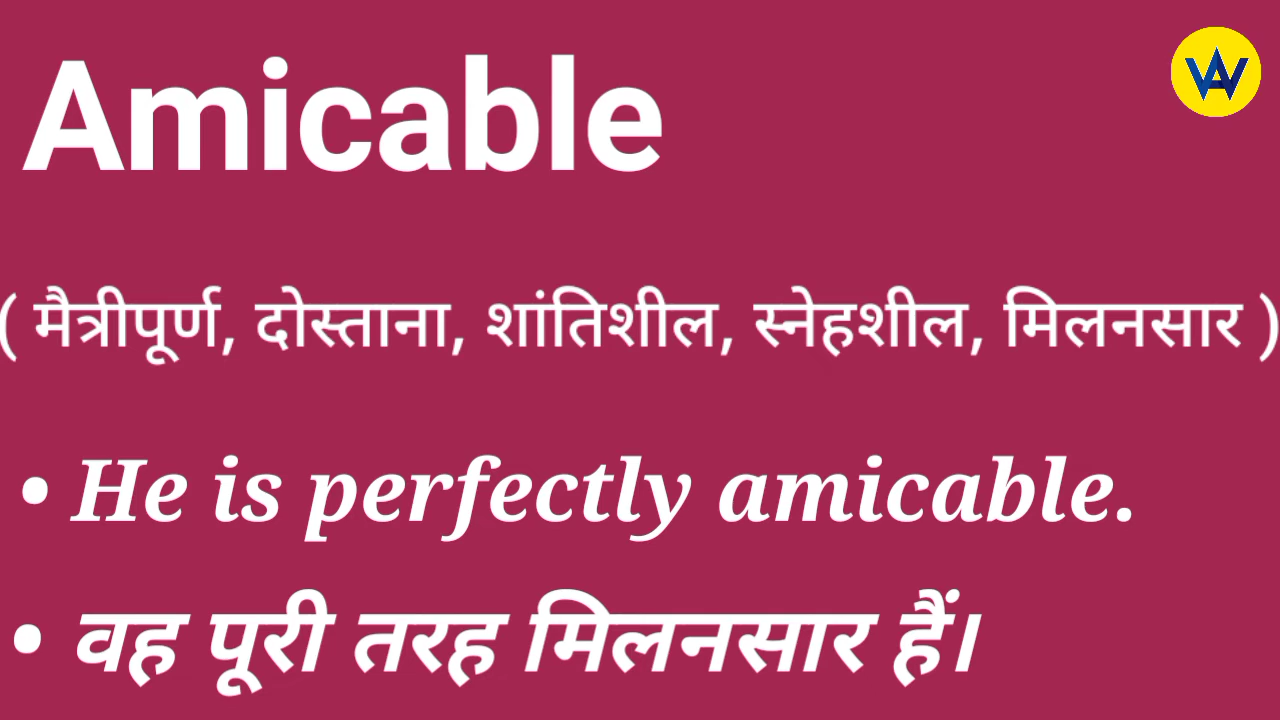 Amicable
( मैत्रीपूर्ण, दोस्ताना, शांतिशील, स्नेहशील, मिलनसार )
• He is perfectly amicable.
• वह पूरी तरह मिलनसार हैं।